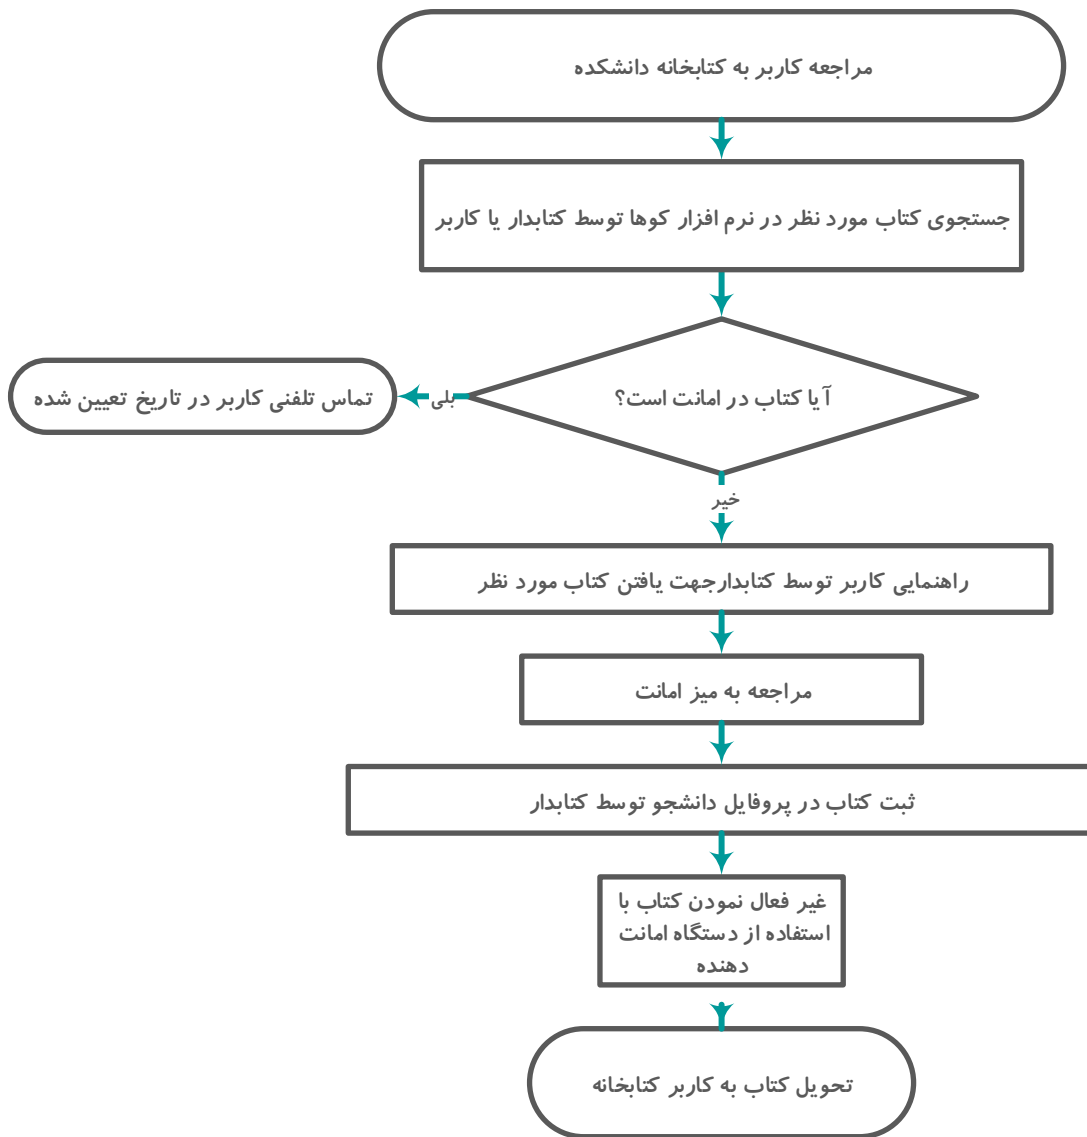 مراجعه کاربر به کتابخانه دانشکده
جستجوی کتاب مورد نظر در نرم افزار کوها توسط کتابدار یا کاربر
آیا کتاب در امانت است؟
بلی
تماس تلفنی کاربر در تاریخ تعیین شده
خیر
راهنمایی کاربر توسط کتابدارجهت یافتن کتاب مورد نظر
مراجعه به میز امانت
ثبت کتاب در پروفایل دانشجو توسط کتابدار
غیر فعال نمودن کتاب با
استفاده از دستگاه امانت
دهنده
تحویل کتاب به کاربر کتابخانه